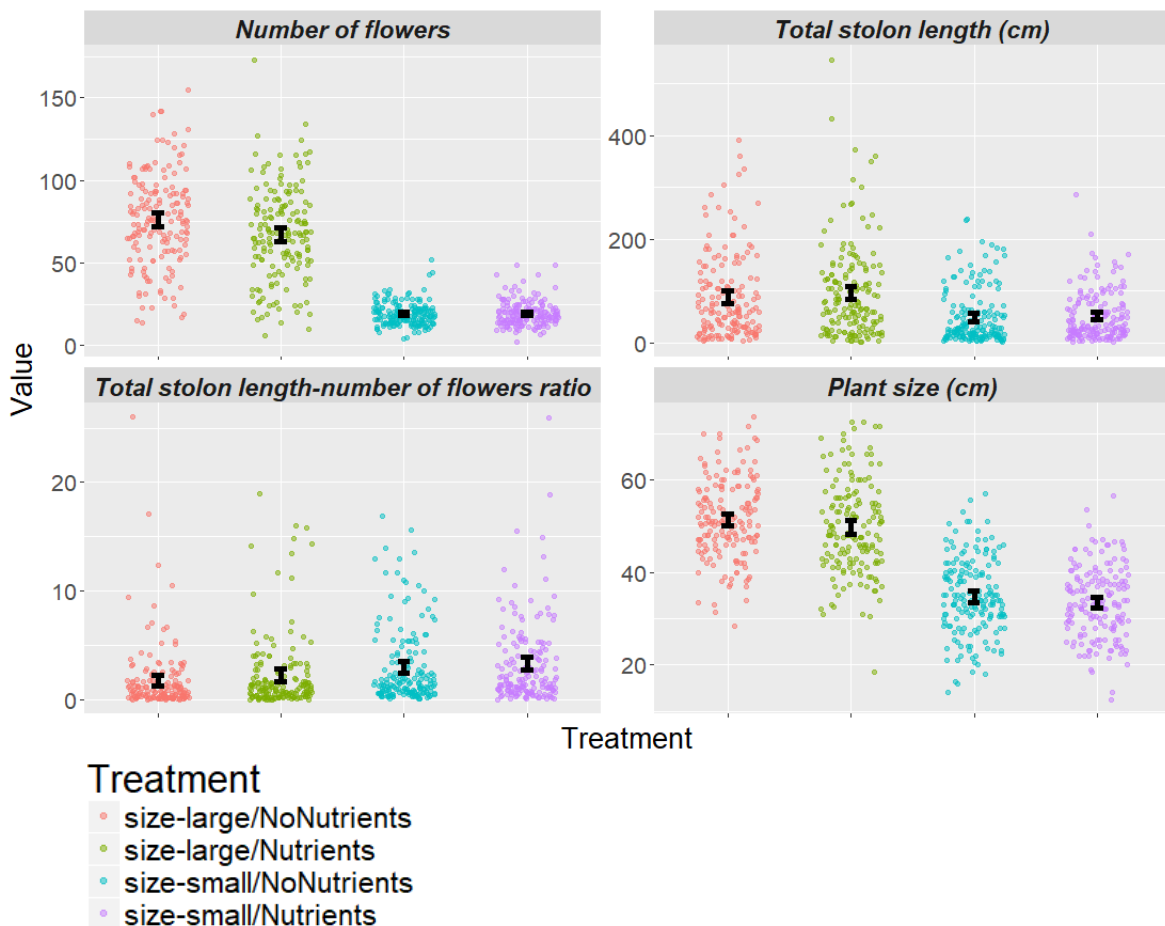 Number of flowers
Total stolon length (cm)
150
100
50
0
400
200
0
Value
Total stolon length-number of flowers ratio
Plant size (cm)
20
10
0
60
40
20
Treatment
Treatment
size-large/NoNutrients
size-large/Nutrients
size-small/NoNutrients
size-small/Nutrients